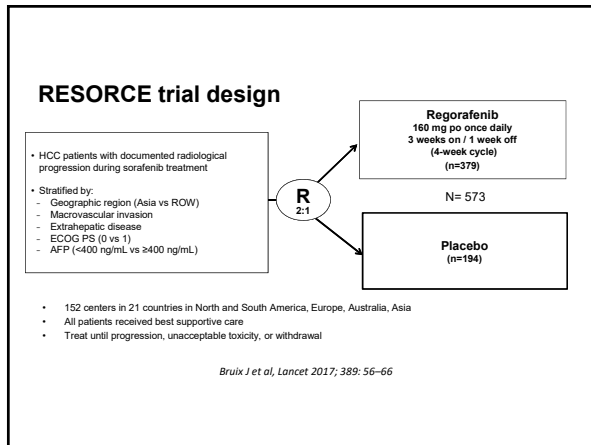 RESORCE trial design
• HCC patients with documented radiological
progression during sorafenib treatment
• Stratified by:
- Geographic region (Asia vs ROW)
- Macrovascular invasion
- Extrahepatic disease
- ECOG PS (0 vs 1)
- AFP (<400 ng/mL vs ≥400 ng/mL)
R
2:1
Regorafenib
160 mg po once daily
3 weeks on / 1 week off
(4-week cycle)
(n=379)
N= 573
Placebo
(n=194)
• 152 centers in 21 countries in North and South America, Europe, Australia, Asia
• All patients received best supportive care
• Treat until progression, unacceptable toxicity, or withdrawal
Bruix J et al, Lancet 2017; 389: 56–66